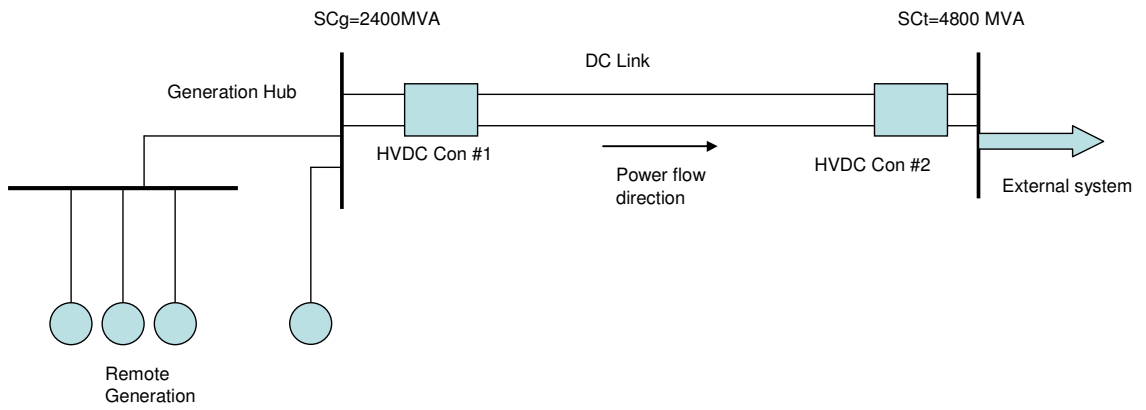 SCg=2400MVA
SCt=4800 MVA
DC Link
Generation Hub
HVDC Con #1
HVDC Con #2
Power flow
direction
External system
Remote
Generation